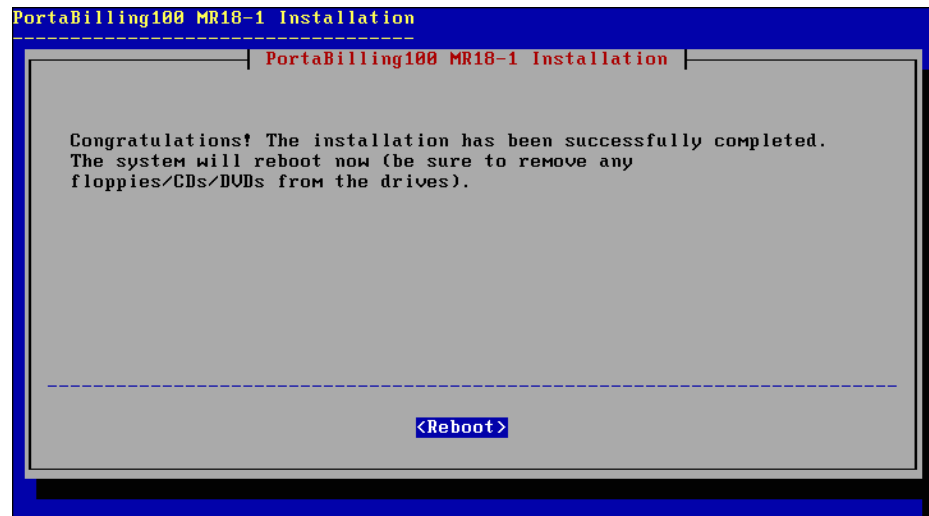 PortaBilling100 MR18-1 Installation
PortaBilling100 MR18-1 Installation
Congratulations! The installation has been successfully completed.
The system will reboot now (be sure to remove any
floppies/CDs/DVDs from the drives).
<Reboot>